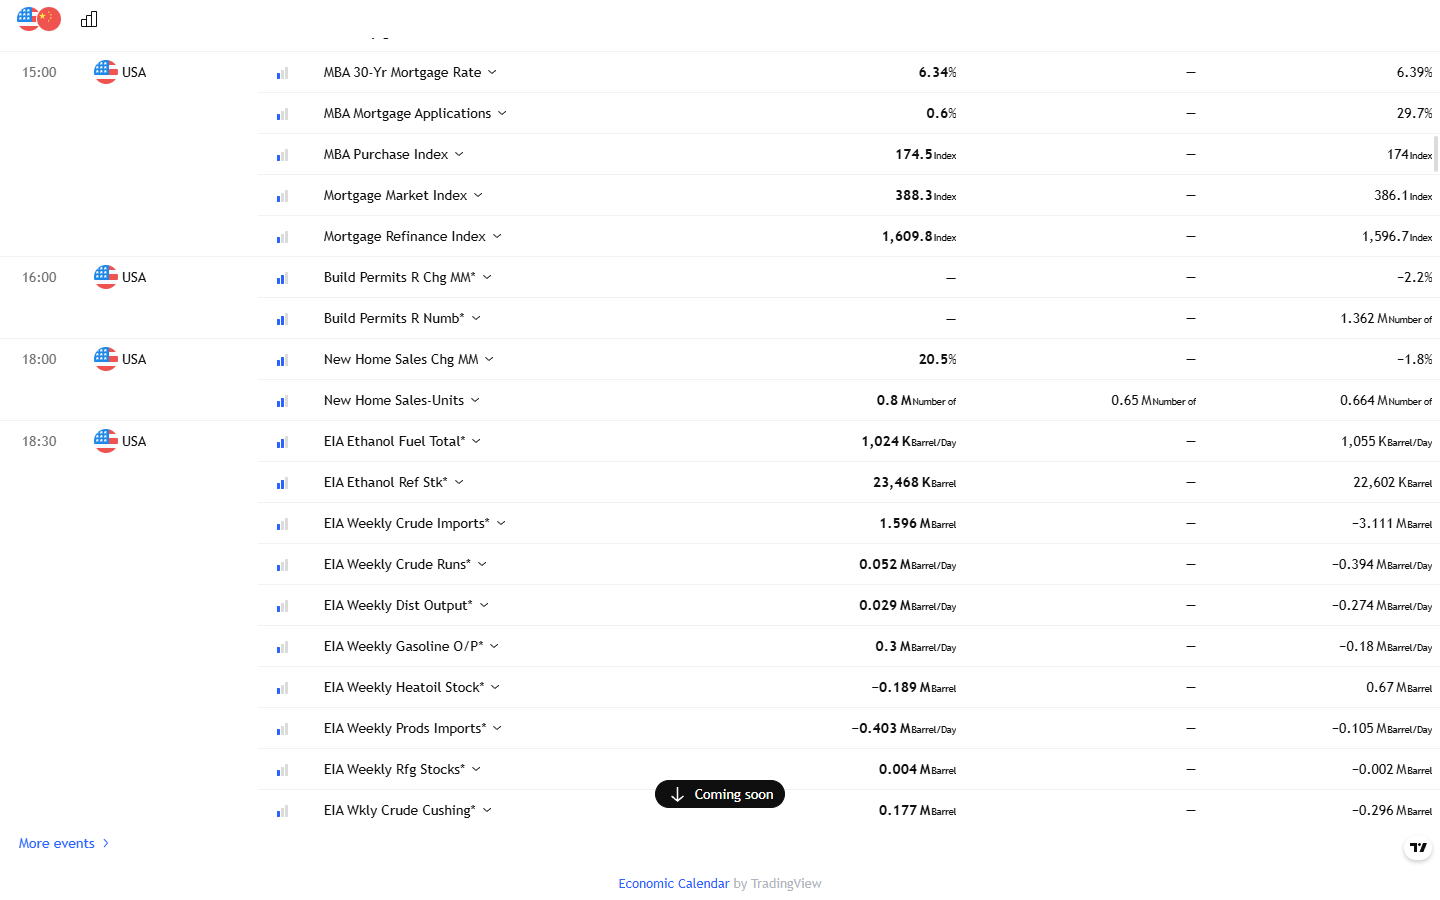 15:00 USA MBA 30-Yr Mortgage Rate 6.34% — 6.39%
MBA Mortgage Applications 0.6% — 29.7%
MBA Purchase Index 174.5 Index — 174 Index
Mortgage Market Index 388.3 Index — 386.1 Index
Mortgage Refinance Index 1,609.8 Index — 1,596.7 Index
16:00 USA Build Permits R Chg MM* — — −2.2%
Build Permits R Numb* — — 1.362 M Number of
18:00 USA New Home Sales Chg MM 20.5% — −1.8%
New Home Sales-Units 0.8 M Number of 0.65 M Number of 0.664 M Number of
18:30 USA EIA Ethanol Fuel Total* 1,024 K Barrel/Day — 1,055 K Barrel/Day
EIA Ethanol Ref Stk* 23,468 K Barrel — 22,602 K Barrel
EIA Weekly Crude Imports* 1.596 M Barrel — −3.111 M Barrel
EIA Weekly Crude Runs* 0.052 M Barrel/Day — −0.394 M Barrel/Day
EIA Weekly Dist Output* 0.029 M Barrel/Day — −0.274 M Barrel/Day
EIA Weekly Gasoline O/P* 0.3 M Barrel/Day — −0.18 M Barrel/Day
EIA Weekly Heatoil Stock* −0.189 M Barrel — 0.67 M Barrel
EIA Weekly Prods Imports* −0.403 M Barrel/Day — −0.105 M Barrel/Day
EIA Weekly Rfg Stocks* 0.004 M Barrel — −0.002 M Barrel
Coming soon
EIA Wkly Crude Cushing* 0.177 M Barrel — −0.296 M Barrel
More events
Economic Calendar by TradingView